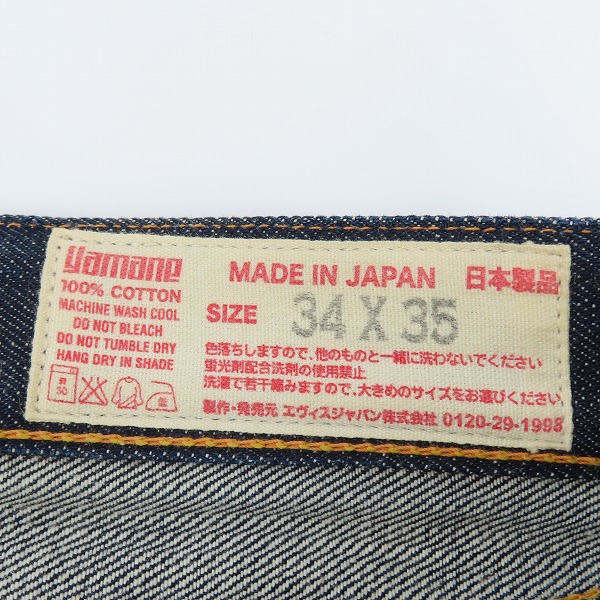 yamane
100% COTTON
MACHINE WASH COOL
DO NOT BLEACH
DO NOT TUMBLE DRY
HANG DRY IN SHADE
30
MADE IN JAPAN 日本製品
SIZE 34 X 35
色落ちしますので、他のものと一緒に洗わないでください
蛍光剤配合洗剤の使用禁止
洗濯で若干縮みますので、大きめのサイズをお選びください。
製作・発売元 エヴィスジャパン株式会社 0120-29-1998